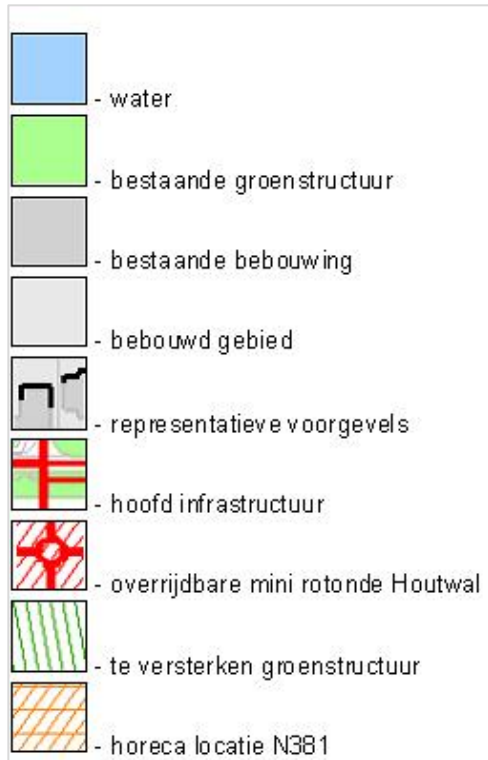 - water
- bestaande groenstructuur
- bestaande bebouwing
- bebouwd gebied
- representatieve voorgevels
- hoofd infrastructuur
- overrijdbare mini rotonde Houtwal
- te versterken groenstructuur
- horeca locatie N381